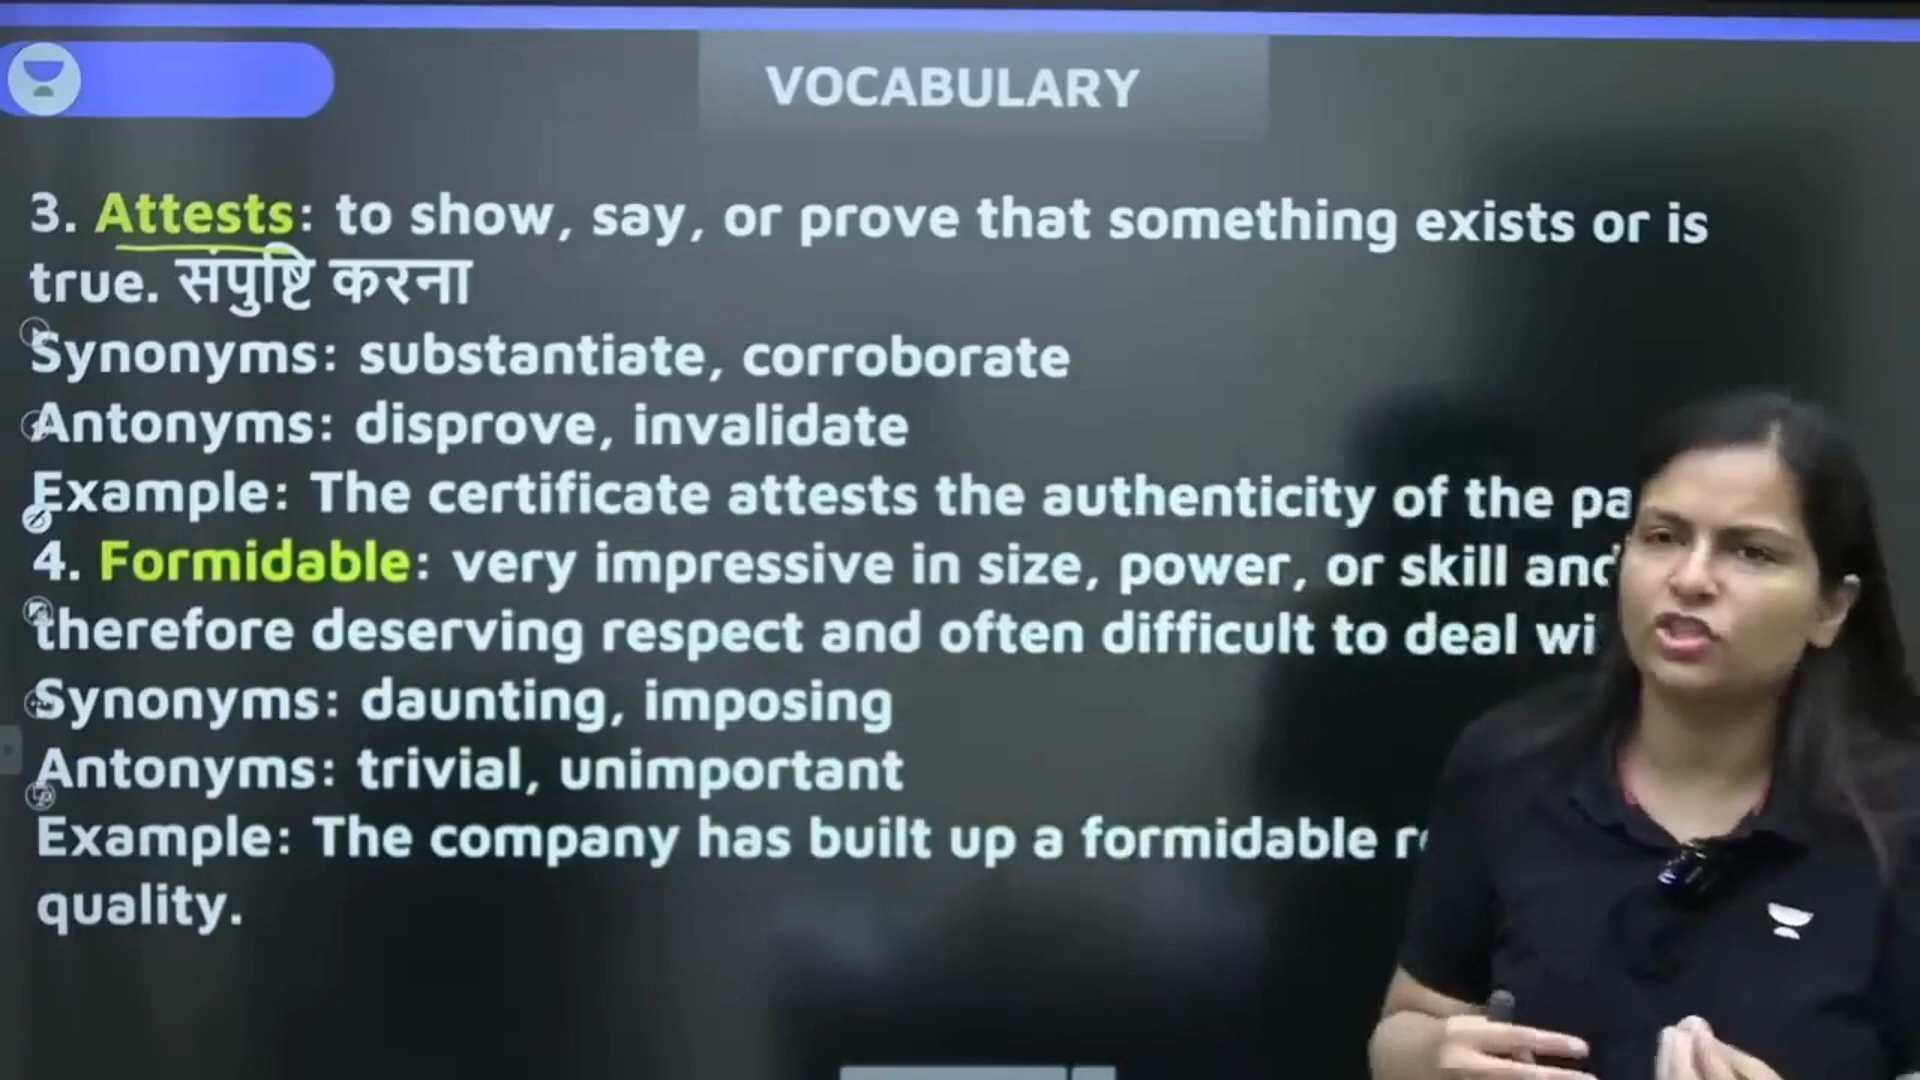 VOCABULARY
3. Attests: to show, say, or prove that something exists or is
true. संपुष्टि करना
Synonyms: substantiate, corroborate
Antonyms: disprove, invalidate
Example: The certificate attests the authenticity of the
4. Formidable: very impressive in size, power, or skill
therefore deserving respect and often difficult to deal
Synonyms: daunting, imposing
Antonyms: trivial, unimportant
Example: The company has built up a formidable
quality.